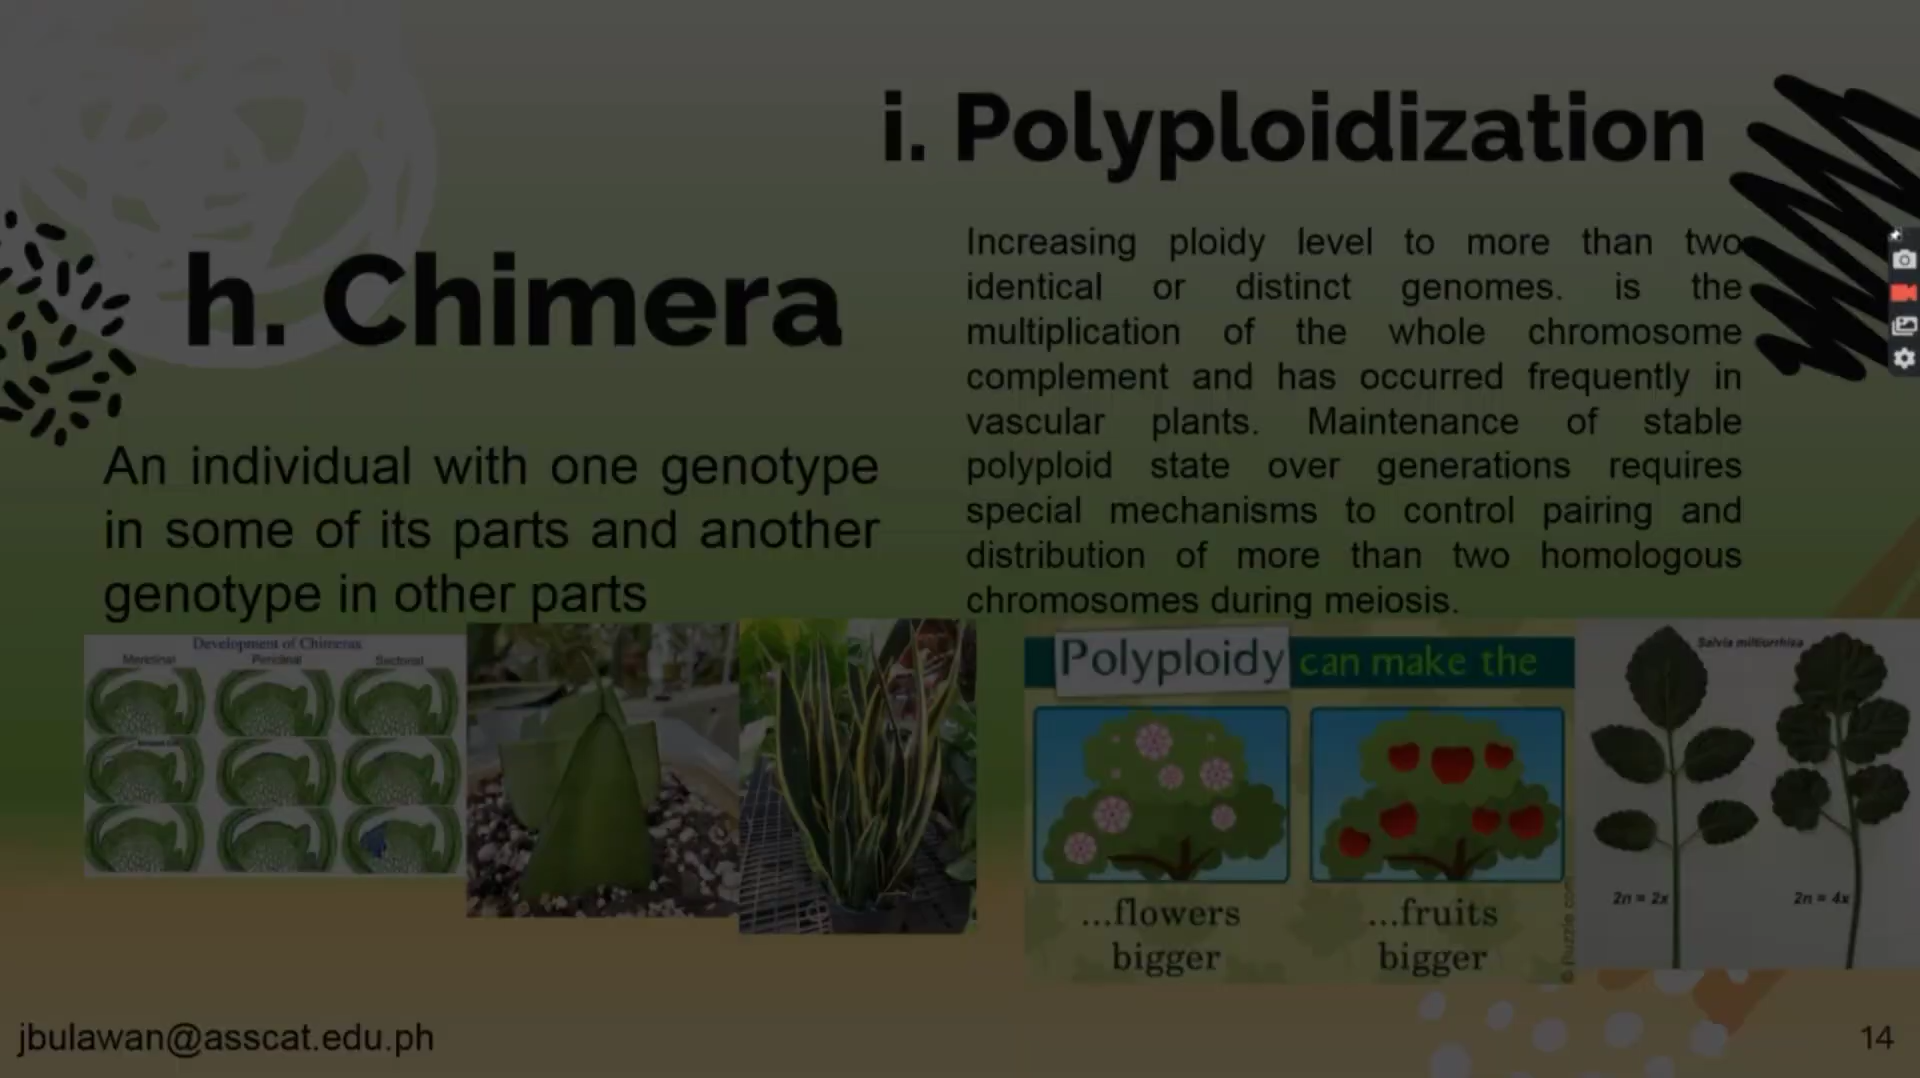 h. Chimera
An individual with one genotype
in some of its parts and another
genotype in other parts
Development of Chimeras
Mericlinal Periclinal Sectorial
i. Polyploidization
Increasing ploidy level to more than two
identical or distinct genomes. is the
multiplication of the whole chromosome
complement and has occurred frequently in
vascular plants. Maintenance of stable
polyploid state over generations requires
special mechanisms to control pairing and
distribution of more than two homologous
chromosomes during meiosis.
Polyploidy can make the
...flowers
bigger
...fruits
bigger
Salvia miltiorrhiza
2n = 2x
2n = 4x
jbulawan@asscat.edu.ph
14